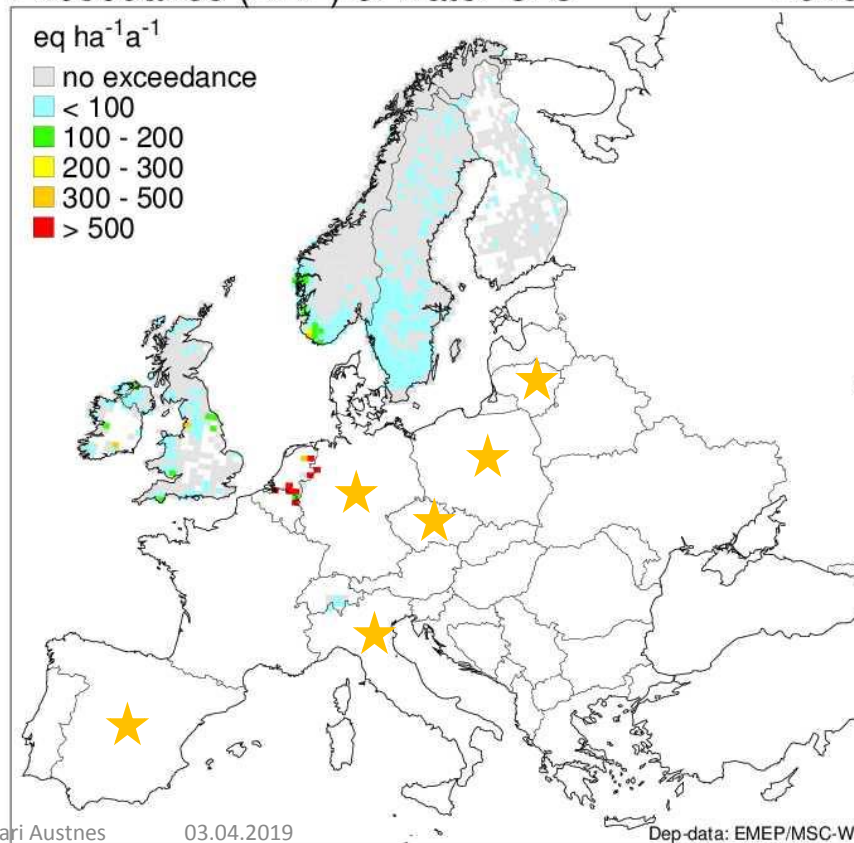 eq ha⁻¹a⁻¹
no exceedance
< 100
100 - 200
200 - 300
300 - 500
> 500
Austnes 03.04.2019
Dep-data: EMEP/MSC-W